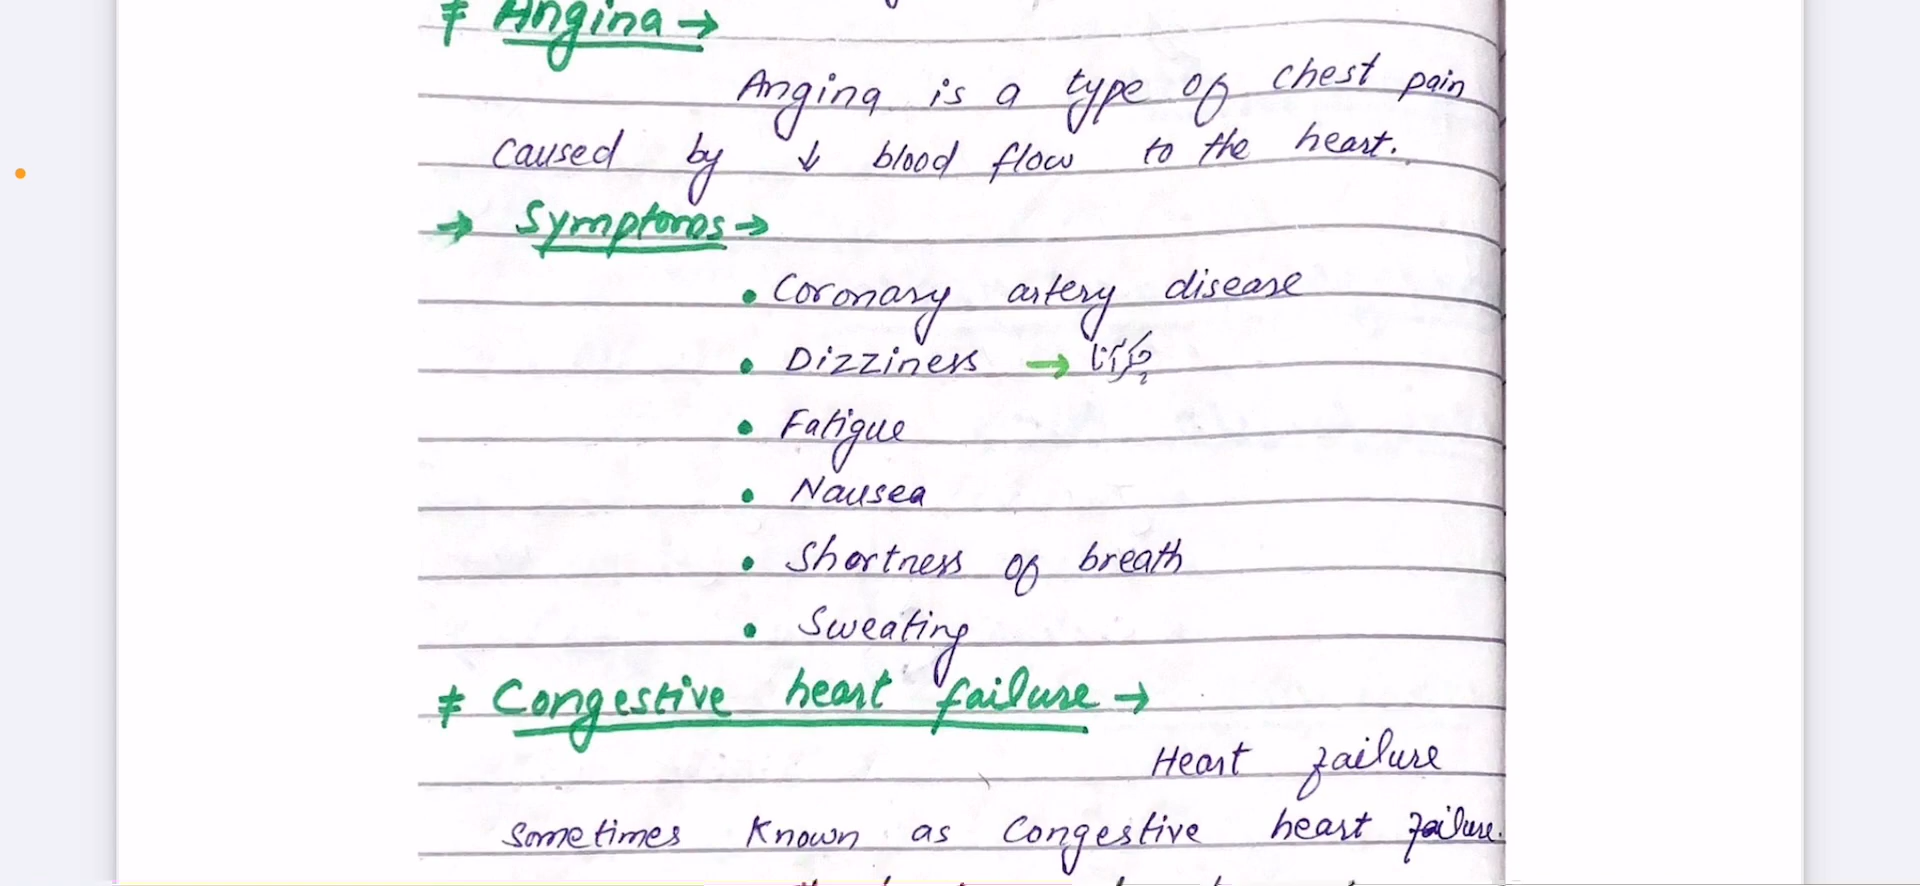 # Angina →
Angina is a type of chest pain
caused by ↓ blood flow to the heart.
→ Symptoms →
• Coronary artery disease
• Dizziness →
• Fatigue
• Nausea
• Shortness of breath
• Sweating
# Congestive heart failure →
Heart failure
sometimes known as congestive heart failure.